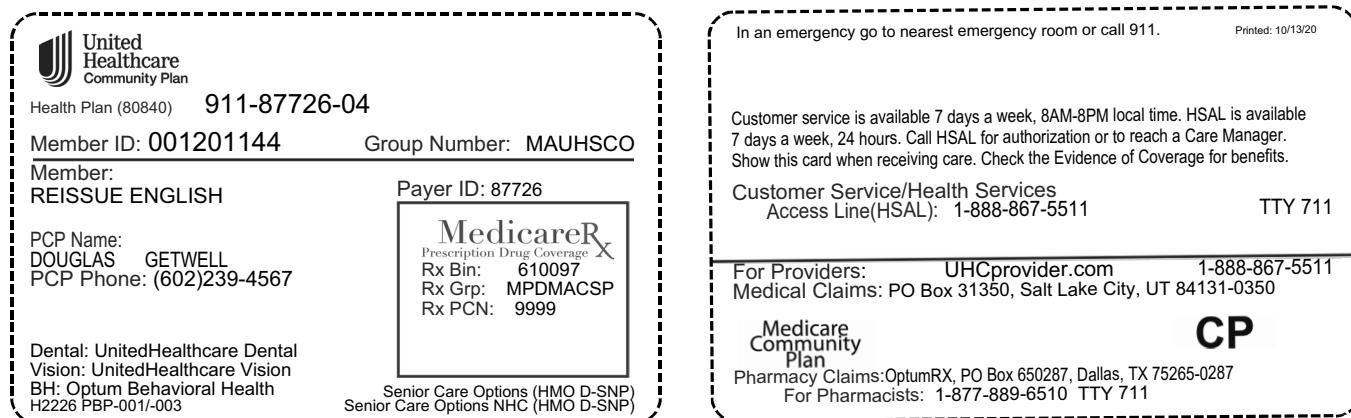 United
Healthcare
Community Plan
Health Plan (80840) 911-87726-04
Member ID: 001201144 Group Number: MAUHSCO
Member:
REISSUE ENGLISH
Payer ID: 87726
PCP Name:
DOUGLAS GETWELL
PCP Phone: (602)239-4567
MedicareRx
Prescription Drug Coverage
Rx Bin: 610097
Rx Grp: MPDMACSP
Rx PCN: 9999
Dental: UnitedHealthcare Dental
Vision: UnitedHealthcare Vision
BH: Optum Behavioral Health
H2226 PBP-001/-003
Senior Care Options (HMO D-SNP)
Senior Care Options NHC (HMO D-SNP)
In an emergency go to nearest emergency room or call 911. Printed: 10/13/20
Customer service is available 7 days a week, 8AM-8PM local time. HSAL is available
7 days a week, 24 hours. Call HSAL for authorization or to reach a Care Manager.
Show this card when receiving care. Check the Evidence of Coverage for benefits.
Customer Service/Health Services
Access Line(HSAL): 1-888-867-5511 TTY 711
For Providers: UHCprovider.com 1-888-867-5511
Medical Claims: PO Box 31350, Salt Lake City, UT 84131-0350
Medicare
Community
Plan
CP
Pharmacy Claims:OptumRX, PO Box 650287, Dallas, TX 75265-0287
For Pharmacists: 1-877-889-6510 TTY 711